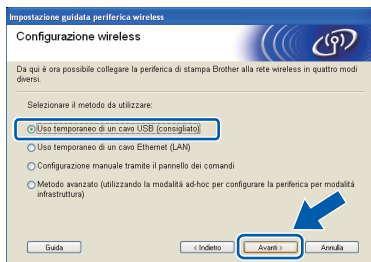 Impostazione guidata periferica wireless
Configurazione wireless
Da qui è ora possibile collegare la periferica di stampa Brother alla rete wireless in quattro modi
diversi.
Selezionare il metodo da utilizzare:
Uso temporaneo di un cavo USB (consigliato)
Uso temporaneo di un cavo Ethernet (LAN)
Configurazione manuale tramite il pannello dei comandi
Metodo avanzato (utilizzando la modalità ad-hoc per configurare la periferica per modalità
infrastruttura)
Guida
< Indietro
Avanti >
Annulla